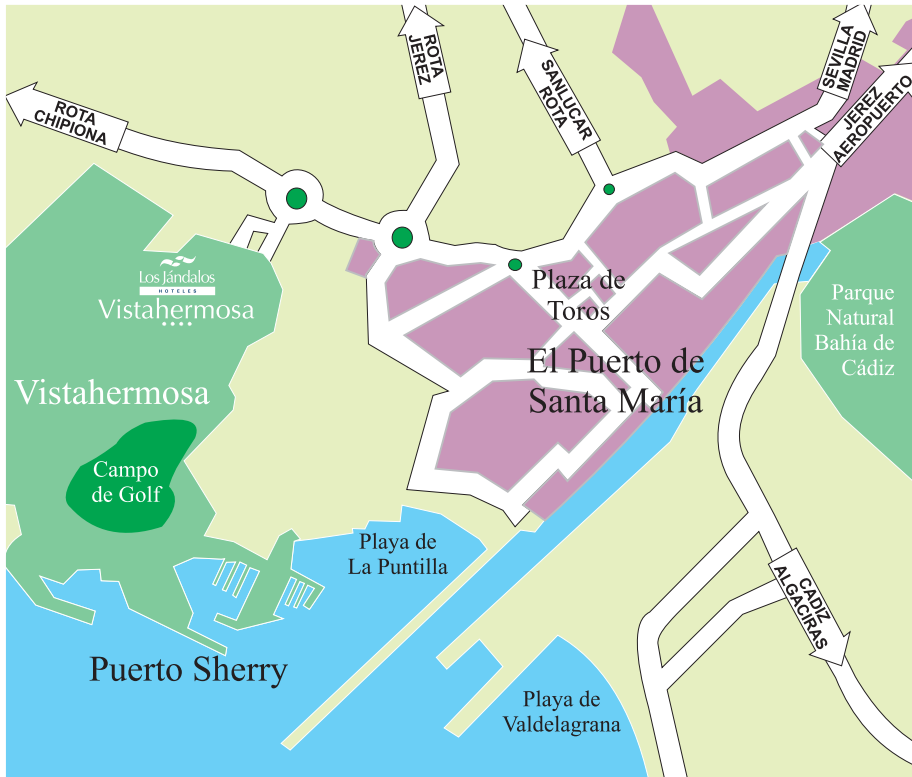 ROTA
JEREZ
SEVILLA
MADRID
SANLUCAR
ROTA
JEREZ
AEROPUERTO
ROTA
CHIPIONA
Los Jándalos
HOTELES
Vistahermosa
Plaza de
Toros
Parque
Natural
Bahía de
Cádiz
El Puerto de
Santa María
Vistahermosa
Campo
de Golf
Playa de
La Puntilla
CADIZ
ALGACIRAS
Puerto Sherry
Playa de
Valdelagrana